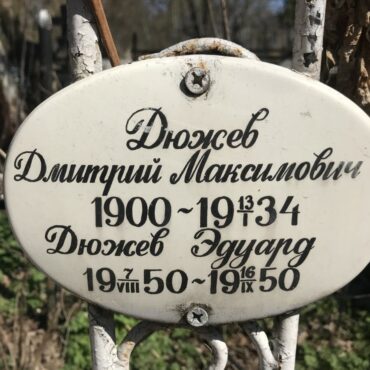 Дюжев
Дмитрий Максимович
1900~19 13/I 34
Дюжев Эдуард
19 7/VIII 50~19 16/IX 50